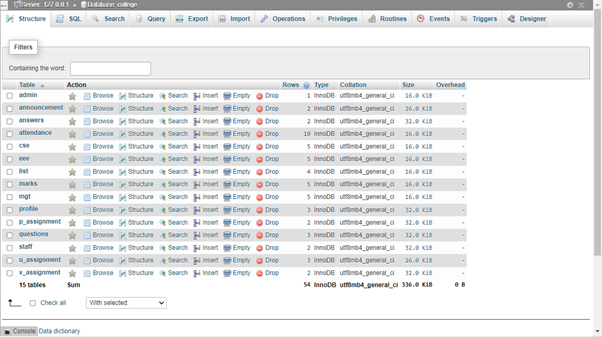 Server: 127.0.0.1 » Database_college
Structure SQL Search Query Export Import Operations Privileges Routines Events Triggers Designer
Filters
Containing the word:
Table Action Rows Type Collation Size Overhead
admin Browse Structure Search Insert Empty Drop 1 InnoDB utf8mb4_general_ci 16.0 KiB -
announcement Browse Structure Search Insert Empty Drop 2 InnoDB utf8mb4_general_ci 16.0 KiB -
answers Browse Structure Search Insert Empty Drop 2 InnoDB utf8mb4_general_ci 32.0 KiB -
attendance Browse Structure Search Insert Empty Drop 10 InnoDB utf8mb4_general_ci 16.0 KiB -
cse Browse Structure Search Insert Empty Drop 5 InnoDB utf8mb4_general_ci 16.0 KiB -
eee Browse Structure Search Insert Empty Drop 5 InnoDB utf8mb4_general_ci 16.0 KiB -
list Browse Structure Search Insert Empty Drop 4 InnoDB utf8mb4_general_ci 16.0 KiB -
marks Browse Structure Search Insert Empty Drop 5 InnoDB utf8mb4_general_ci 16.0 KiB -
mgt Browse Structure Search Insert Empty Drop 5 InnoDB utf8mb4_general_ci 16.0 KiB -
profile Browse Structure Search Insert Empty Drop 3 InnoDB utf8mb4_general_ci 32.0 KiB -
p_assignment Browse Structure Search Insert Empty Drop 2 InnoDB utf8mb4_general_ci 32.0 KiB -
questions Browse Structure Search Insert Empty Drop 3 InnoDB utf8mb4_general_ci 32.0 KiB -
staff Browse Structure Search Insert Empty Drop 2 InnoDB utf8mb4_general_ci 32.0 KiB -
u_assignment Browse Structure Search Insert Empty Drop 3 InnoDB utf8mb4_general_ci 16.0 KiB -
v_assignment Browse Structure Search Insert Empty Drop 2 InnoDB utf8mb4_general_ci 32.0 KiB -
15 tables Sum 54 InnoDB utf8mb4_general_ci 336.0 KiB 0 B
Check all With selected:
Console Data dictionary